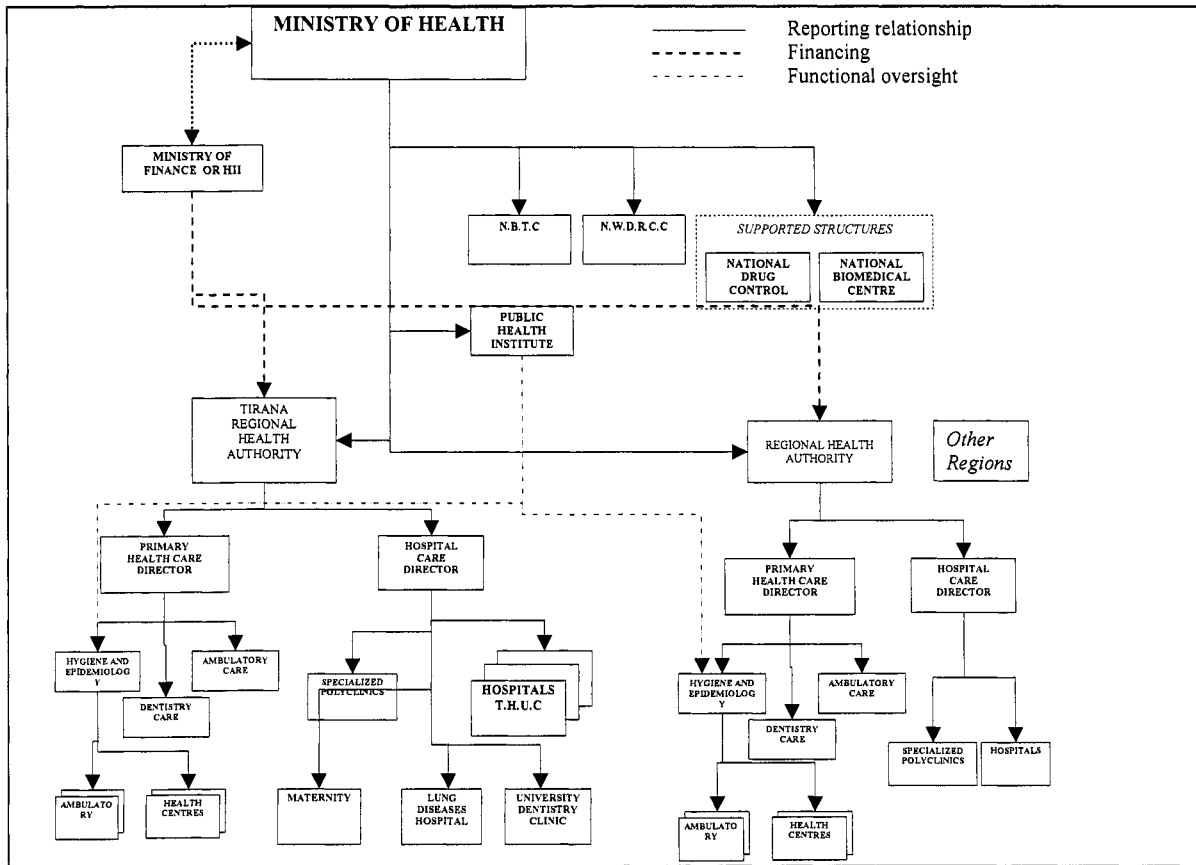 MINISTRY OF HEALTH
Reporting relationship
Financing
Functional oversight
MINISTRY OF
FINANCE OR HII
N.B.T.C
N.W.D.R.C.C
SUPPORTED STRUCTURES
NATIONAL
DRUG
CONTROL
NATIONAL
BIOMEDICAL
CENTRE
PUBLIC
HEALTH
INSTITUTE
TIRANA
REGIONAL
HEALTH
AUTHORITY
REGIONAL HEALTH
AUTHORITY
Other
Regions
PRIMARY
HEALTH CARE
DIRECTOR
HOSPITAL
CARE
DIRECTOR
PRIMARY
HEALTH CARE
DIRECTOR
HOSPITAL
CARE
DIRECTOR
HYGIENE AND
EPIDEMIOLOG
Y
AMBULATORY CARE
DENTISTRY
CARE
SPECIALIZED
POLYCLINICS
HOSPITALS
T.H.U.C
HYGIENE AND
EPIDEMIOLOG
Y
AMBULATORY
CARE
DENTISTRY
CARE
SPECIALIZED
POLYCLINICS
HOSPITALS
AMBULATO
RY
HEALTH
CENTRES
MATERNITY
LUNG
DISEASES
HOSPITAL
UNIVERSITY
DENTISTRY
CLINIC
AMBULATO
RY
HEALTH
CENTRES